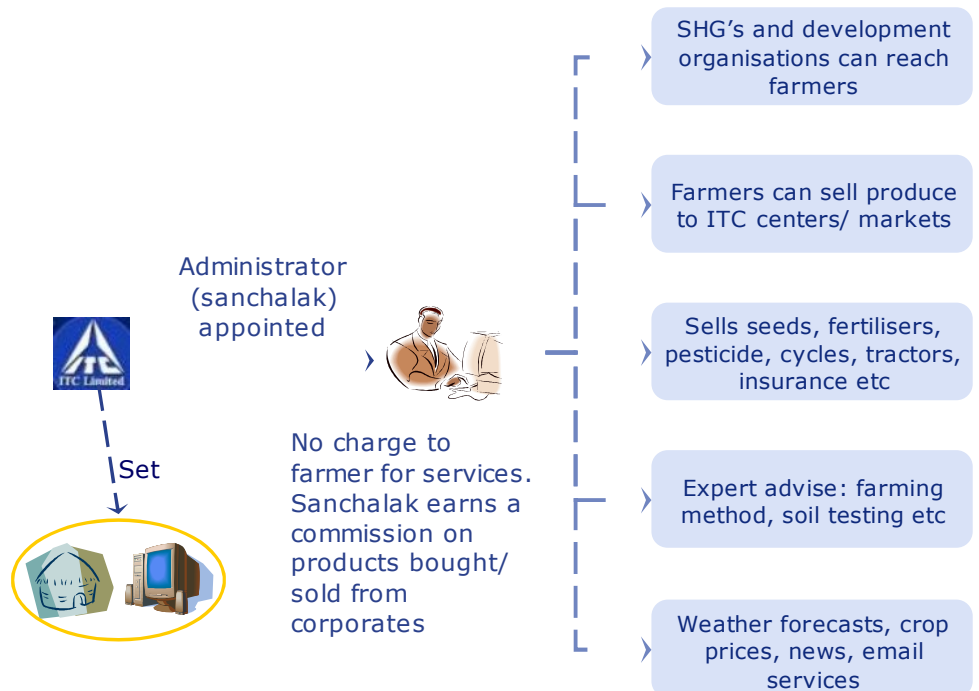 SHG's and development
organisations can reach
farmers
Farmers can sell produce
to ITC centers/ markets
Administrator
(sanchalak)
appointed
ITC Limited
Sells seeds, fertilisers,
pesticide, cycles, tractors,
insurance etc
No charge to
farmer for services.
Sanchalak earns a
commission on
products bought/
sold from
corporates
Set
Expert advise: farming
method, soil testing etc
Weather forecasts, crop
prices, news, email
services